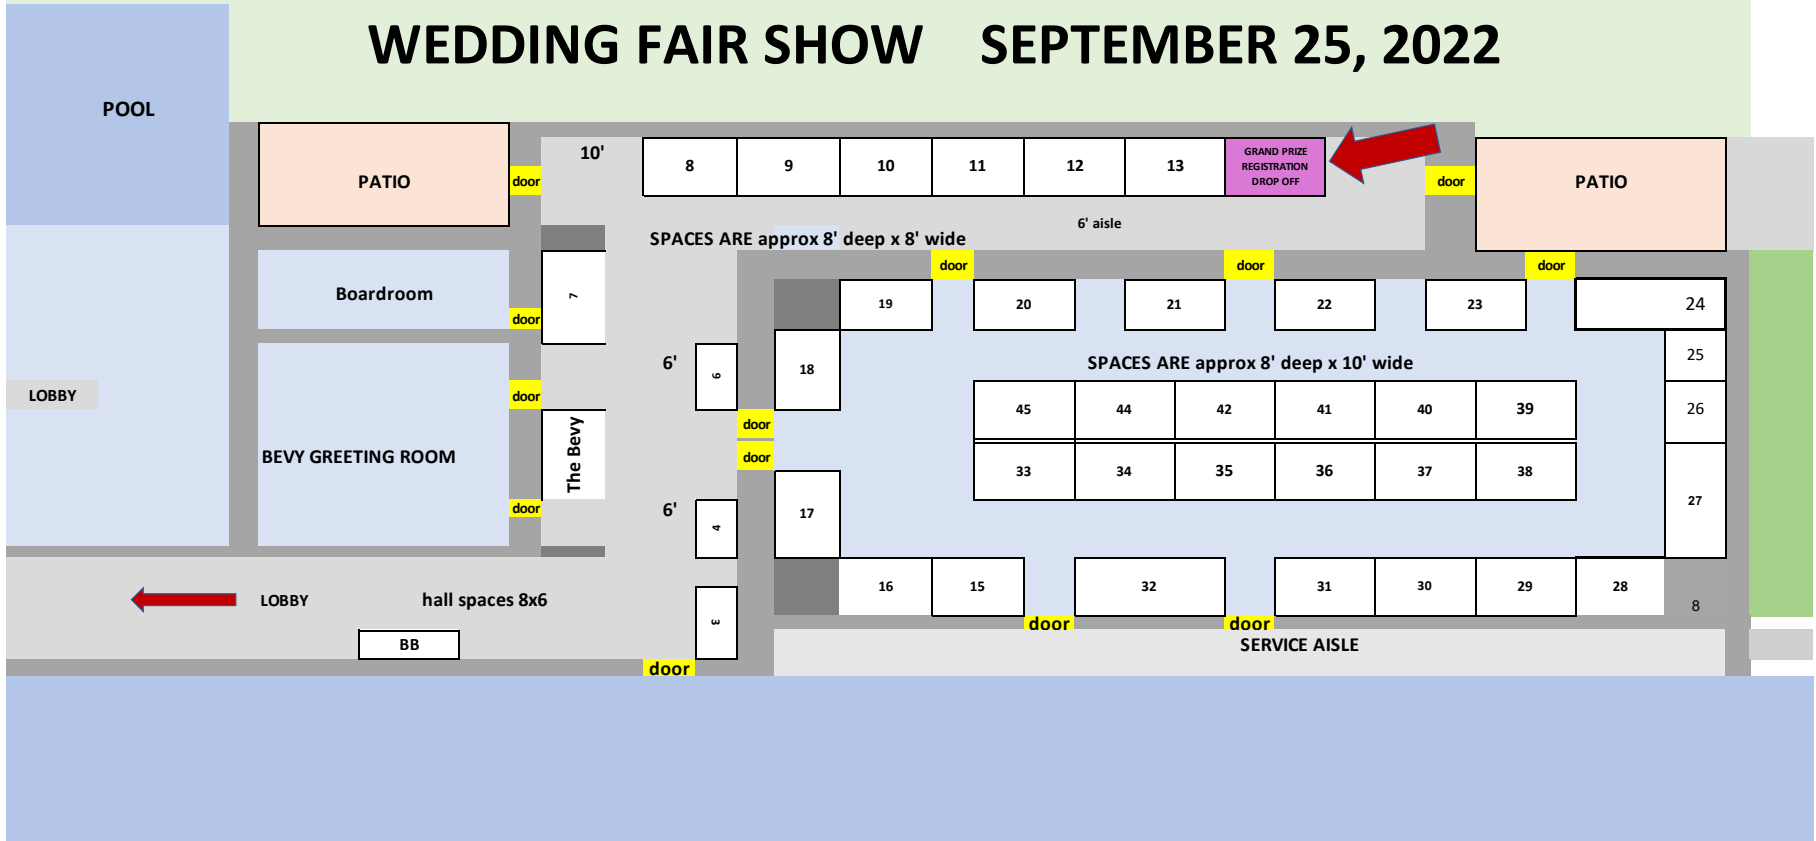 WEDDING FAIR SHOW SEPTEMBER 25, 2022
POOL
PATIO
door
10'
8
9
10
11
12
13
GRAND PRIZE
REGISTRATION
DROP OFF
door
PATIO
6' aisle
SPACES ARE approx 8' deep x 8' wide
door
door
door
Boardroom
door
7
19
20
21
22
23
24
6'
6
18
SPACES ARE approx 8' deep x 10' wide
25
LOBBY
door
BEVY GREETING ROOM
The Bevy
door
door
45
44
42
41
40
39
26
33
34
35
36
37
38
27
door
6'
4
17
LOBBY
hall spaces 8x6
BB
3
door
16
15
32
31
30
29
28
8
door
door
SERVICE AISLE